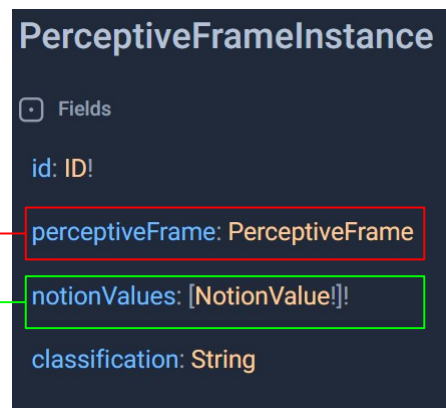 PerceptiveFrameInstance
Fields
id: ID!
perceptiveFrame: PerceptiveFrame
notionValues: [NotionValue!]!
classification: String